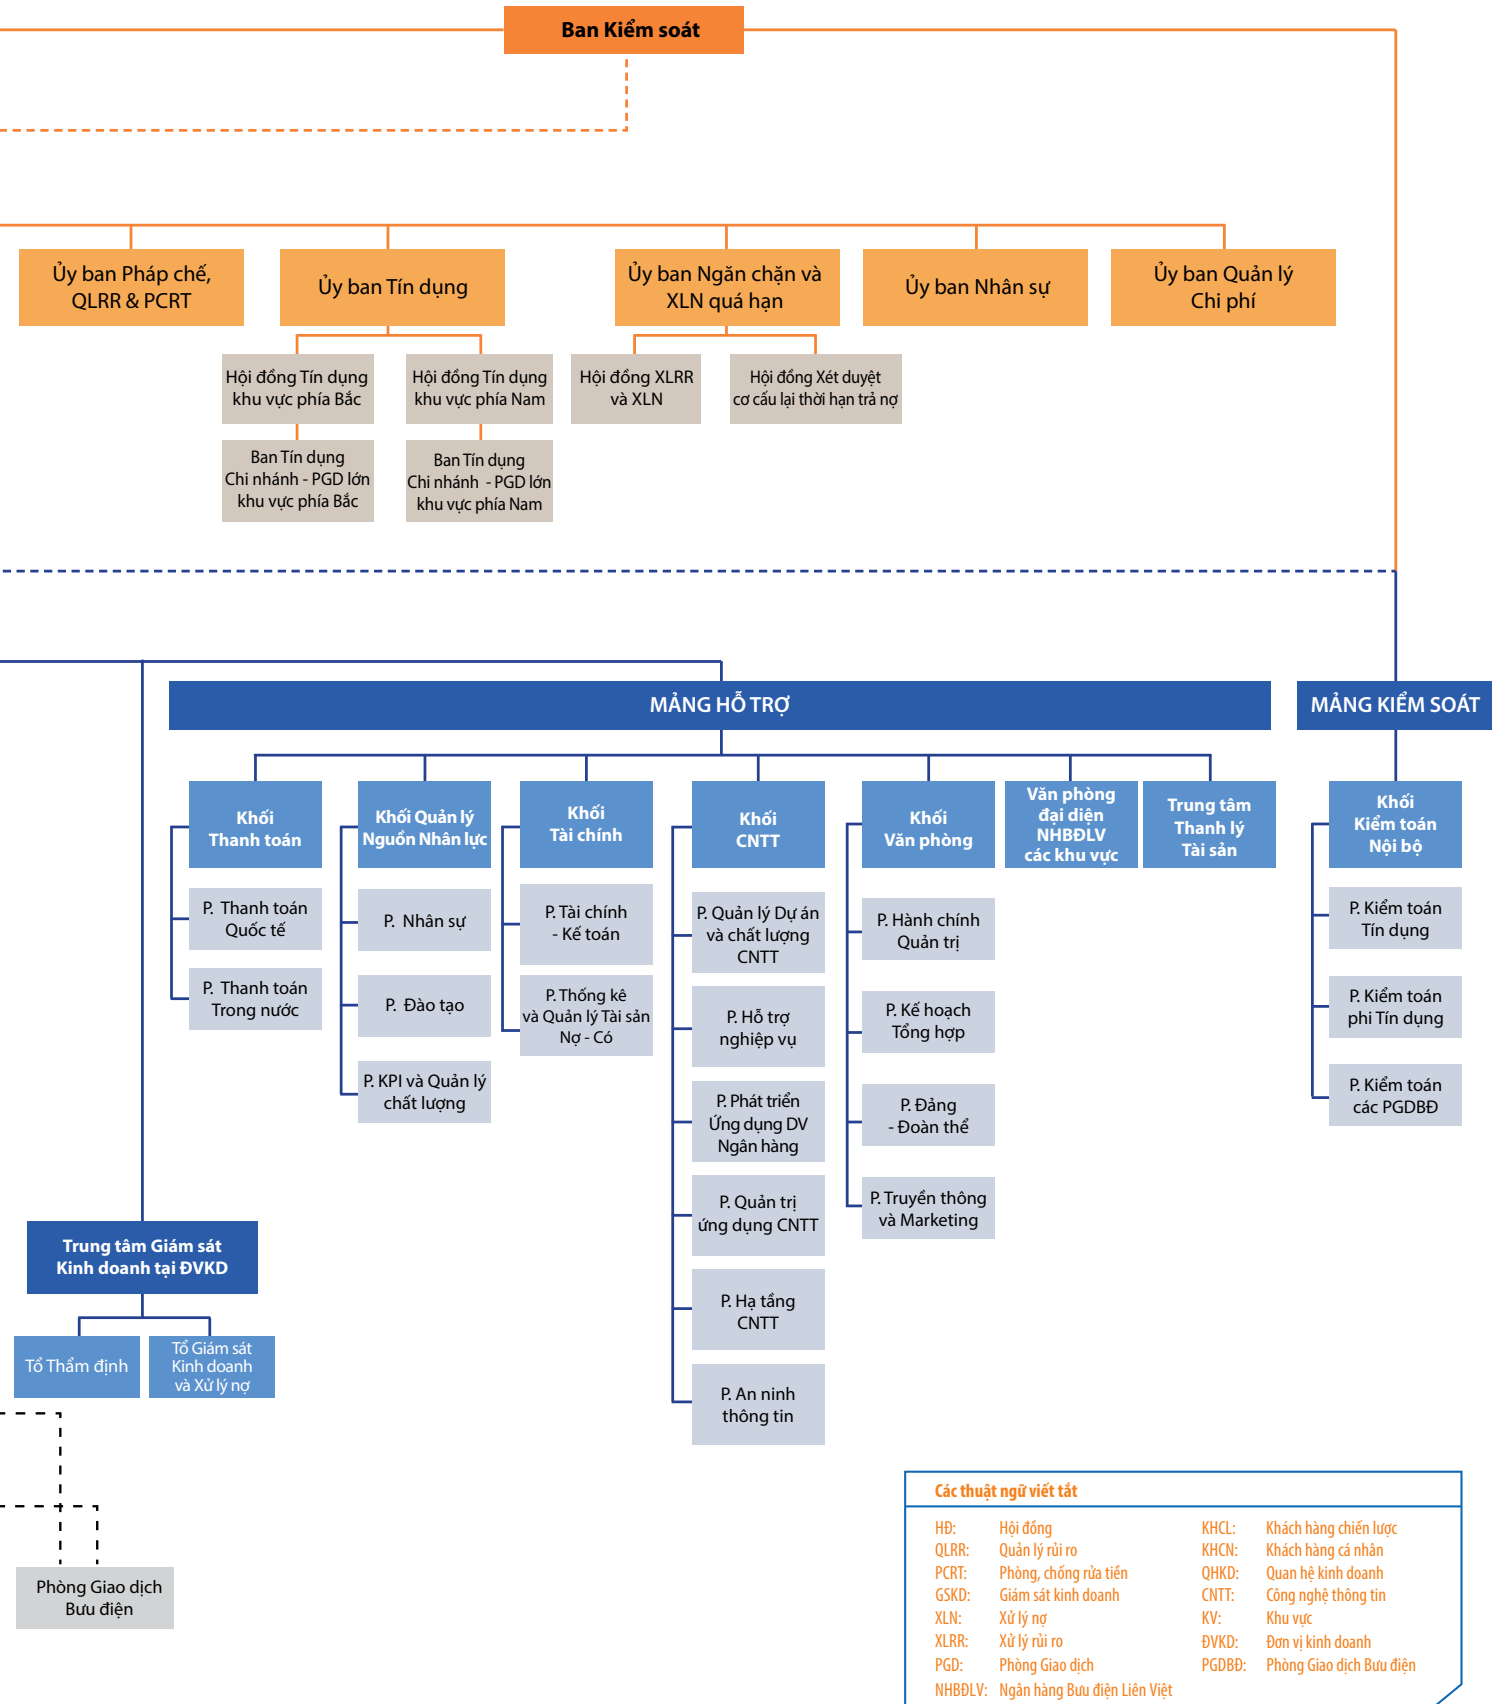 Ban Kiểm soát
Ủy ban Pháp chế,
QLRR & PCRT
Ủy ban Tín dụng
Ủy ban Ngăn chặn và
XLN quá hạn
Ủy ban Nhân sự
Ủy ban Quản lý
Chi phí
Hội đồng Tín dụng
khu vực phía Bắc
Hội đồng Tín dụng
khu vực phía Nam
Hội đồng XLRR
và XLN
Hội đồng Xét duyệt
cơ cấu lại thời hạn trả nợ
Ban Tín dụng
Chi nhánh - PGD lớn
khu vực phía Bắc
Ban Tín dụng
Chi nhánh - PGD lớn
khu vực phía Nam
MẢNG HỖ TRỢ
MẢNG KIỂM SOÁT
Khối
Thanh toán
P. Thanh toán
Quốc tế
P. Thanh toán
Trong nước
Khối Quản lý
Nguồn Nhân lực
P. Nhân sự
P. Đào tạo
P. KPI và Quản lý
chất lượng
Khối
Tài chính
P. Tài chính
- Kế toán
P. Thống kê
và Quản lý Tài sản
Nợ - Có
Khối
CNTT
P. Quản lý Dự án
và chất lượng
CNTT
P. Hỗ trợ
nghiệp vụ
P. Phát triển
Ứng dụng DV
Ngân hàng
P. Quản trị
ứng dụng CNTT
P. Hạ tầng
CNTT
P. An ninh
thông tin
Khối
Văn phòng
P. Hành chính
Quản trị
P. Kế hoạch
Tổng hợp
P. Đảng
- Đoàn thể
P. Truyền thông
và Marketing
Văn phòng
đại diện
NHBĐLV
các khu vực
Trung tâm
Thanh lý
Tài sản
Khối
Kiểm toán
Nội bộ
P. Kiểm toán
Tín dụng
P. Kiểm toán
phi Tín dụng
P. Kiểm toán
các PGDBĐ
Trung tâm Giám sát
Kinh doanh tại ĐVKD
Tổ Thẩm định
Tổ Giám sát
Kinh doanh
và Xử lý nợ
Phòng Giao dịch
Bưu điện
Các thuật ngữ viết tắt
HĐ: Hội đồng
QLRR: Quản lý rủi ro
PCRT: Phòng, chống rửa tiền
GSKD: Giám sát kinh doanh
XLN: Xử lý nợ
XLRR: Xử lý rủi ro
PGD: Phòng Giao dịch
NHBĐLV: Ngân hàng Bưu điện Liên Việt
KHCL: Khách hàng chiến lược
KHCN: Khách hàng cá nhân
QHKD: Quan hệ kinh doanh
CNTT: Công nghệ thông tin
KV: Khu vực
ĐVKD: Đơn vị kinh doanh
PGDBĐ: Phòng Giao dịch Bưu điện